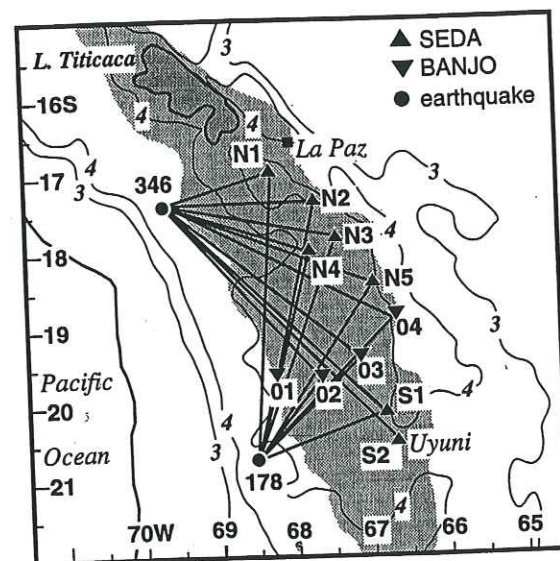 3
▲ SEDA
▼ BANJO
● earthquake
L. Titicaca
16S
4
4
La Paz
N1
3
4
3
346
17
N2
N3
N4
4
N5
3
18
04
19
03
01
02
S1
4
Pacific
20
Ocean
4
3
S2
Uyuni
178
21
4
70W
69
68
67
66
65